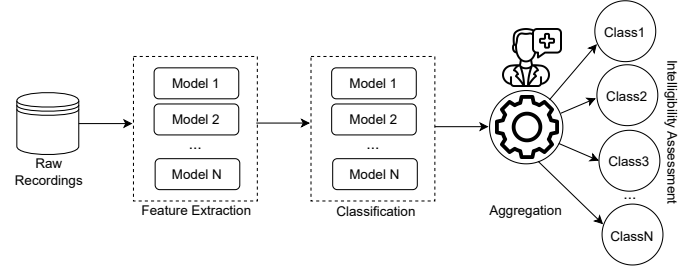 Raw
Recordings
Model 1
Model 2
...
Model N
Feature Extraction
Model 1
Model 2
...
Model N
Classification
Aggregation
Class1
Class2
Class3
...
ClassN
Intelligibility Assessment